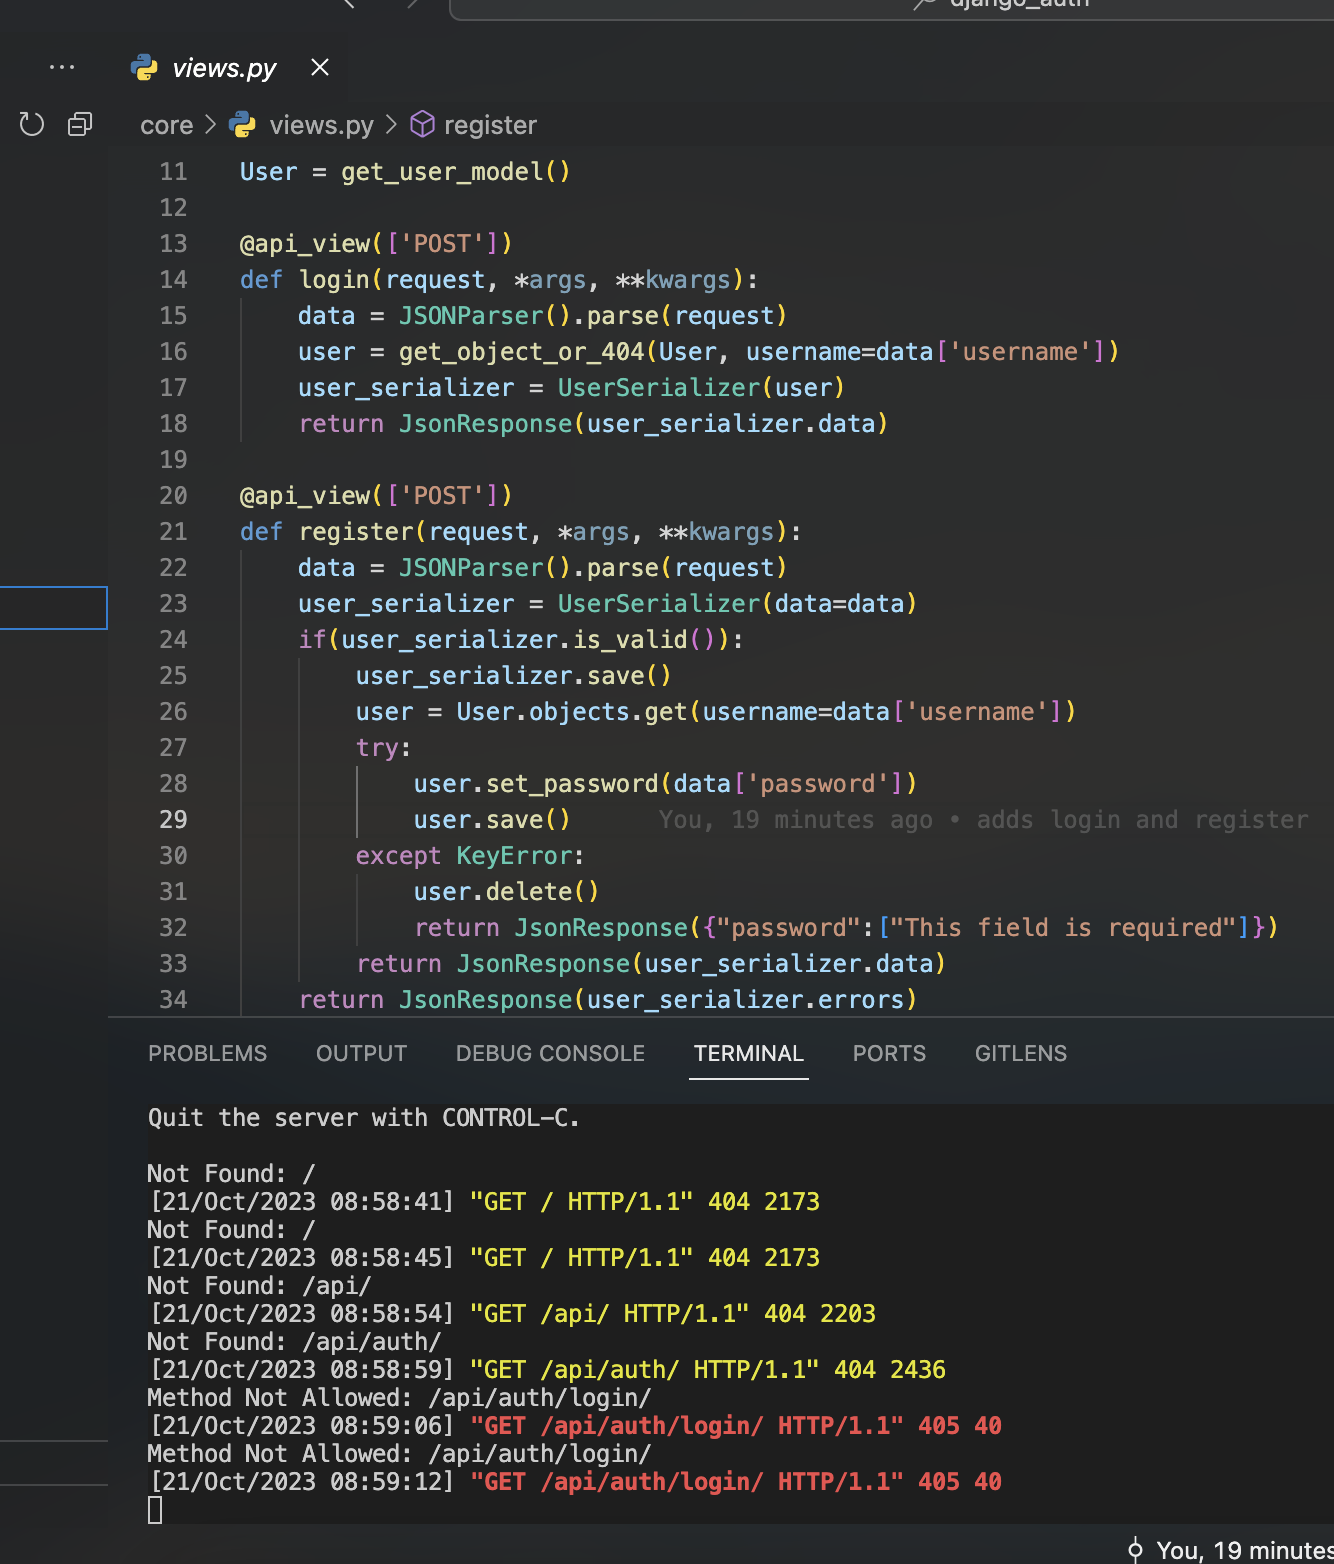 django_auth
... views.py
core > views.py > register
11 User = get_user_model()
12
13 @api_view(['POST'])
14 def login(request, *args, **kwargs):
15     data = JSONParser().parse(request)
16     user = get_object_or_404(User, username=data['username'])
17     user_serializer = UserSerializer(user)
18     return JsonResponse(user_serializer.data)
19
20 @api_view(['POST'])
21 def register(request, *args, **kwargs):
22     data = JSONParser().parse(request)
23     user_serializer = UserSerializer(data=data)
24     if(user_serializer.is_valid()):
25         user_serializer.save()
26         user = User.objects.get(username=data['username'])
27         try:
28             user.set_password(data['password'])
29             user.save()      You, 19 minutes ago • adds login and register
30         except KeyError:
31             user.delete()
32             return JsonResponse({"password":["This field is required"]})
33         return JsonResponse(user_serializer.data)
34     return JsonResponse(user_serializer.errors)
PROBLEMS OUTPUT DEBUG CONSOLE TERMINAL PORTS GITLENS
Quit the server with CONTROL-C.
Not Found: /
[21/Oct/2023 08:58:41] "GET / HTTP/1.1" 404 2173
Not Found: /
[21/Oct/2023 08:58:45] "GET / HTTP/1.1" 404 2173
Not Found: /api/
[21/Oct/2023 08:58:54] "GET /api/ HTTP/1.1" 404 2203
Not Found: /api/auth/
[21/Oct/2023 08:58:59] "GET /api/auth/ HTTP/1.1" 404 2436
Method Not Allowed: /api/auth/login/
[21/Oct/2023 08:59:06] "GET /api/auth/login/ HTTP/1.1" 405 40
Method Not Allowed: /api/auth/login/
[21/Oct/2023 08:59:12] "GET /api/auth/login/ HTTP/1.1" 405 40
You, 19 minutes